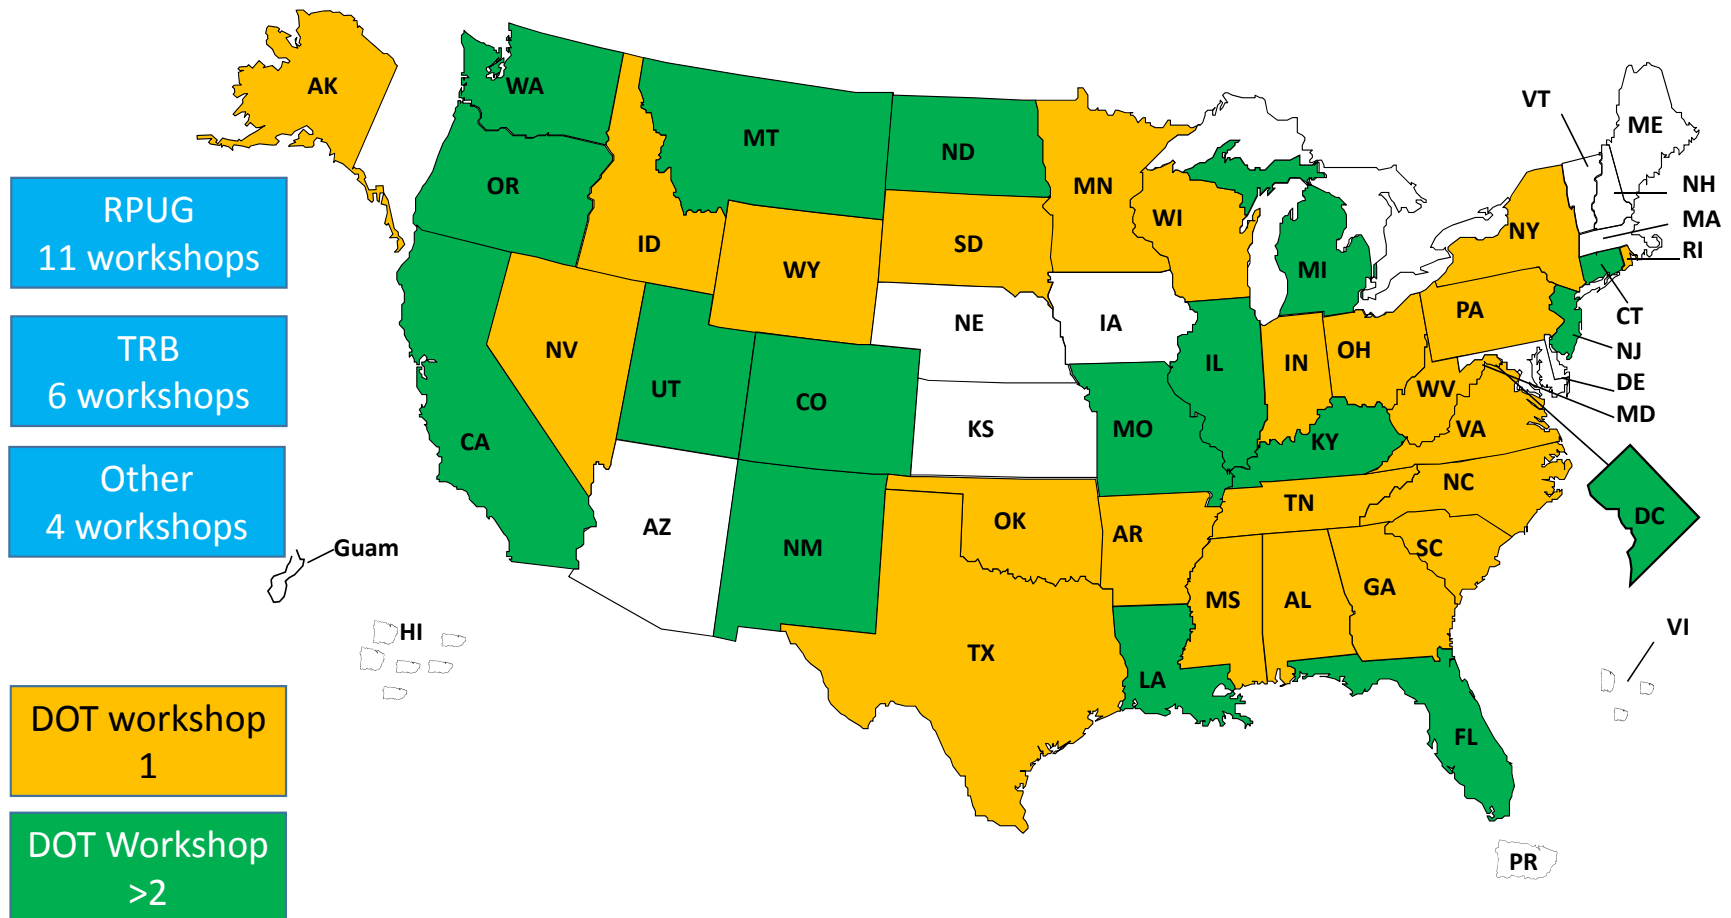 AK
WA
MT
ND
MN
OR
ID
WY
SD
WI
MI
NY
VT
ME
NH
MA
RI
CT
NJ
DE
MD
PA
RPUG
11 workshops
TRB
6 workshops
Other
4 workshops
NV
UT
CO
NE
IA
IL
IN
OH
WV
VA
CA
KS
MO
KY
AZ
NM
OK
AR
TN
NC
SC
DC
Guam
HI
TX
LA
MS
AL
GA
FL
VI
PR
DOT workshop
1
DOT Workshop
>2